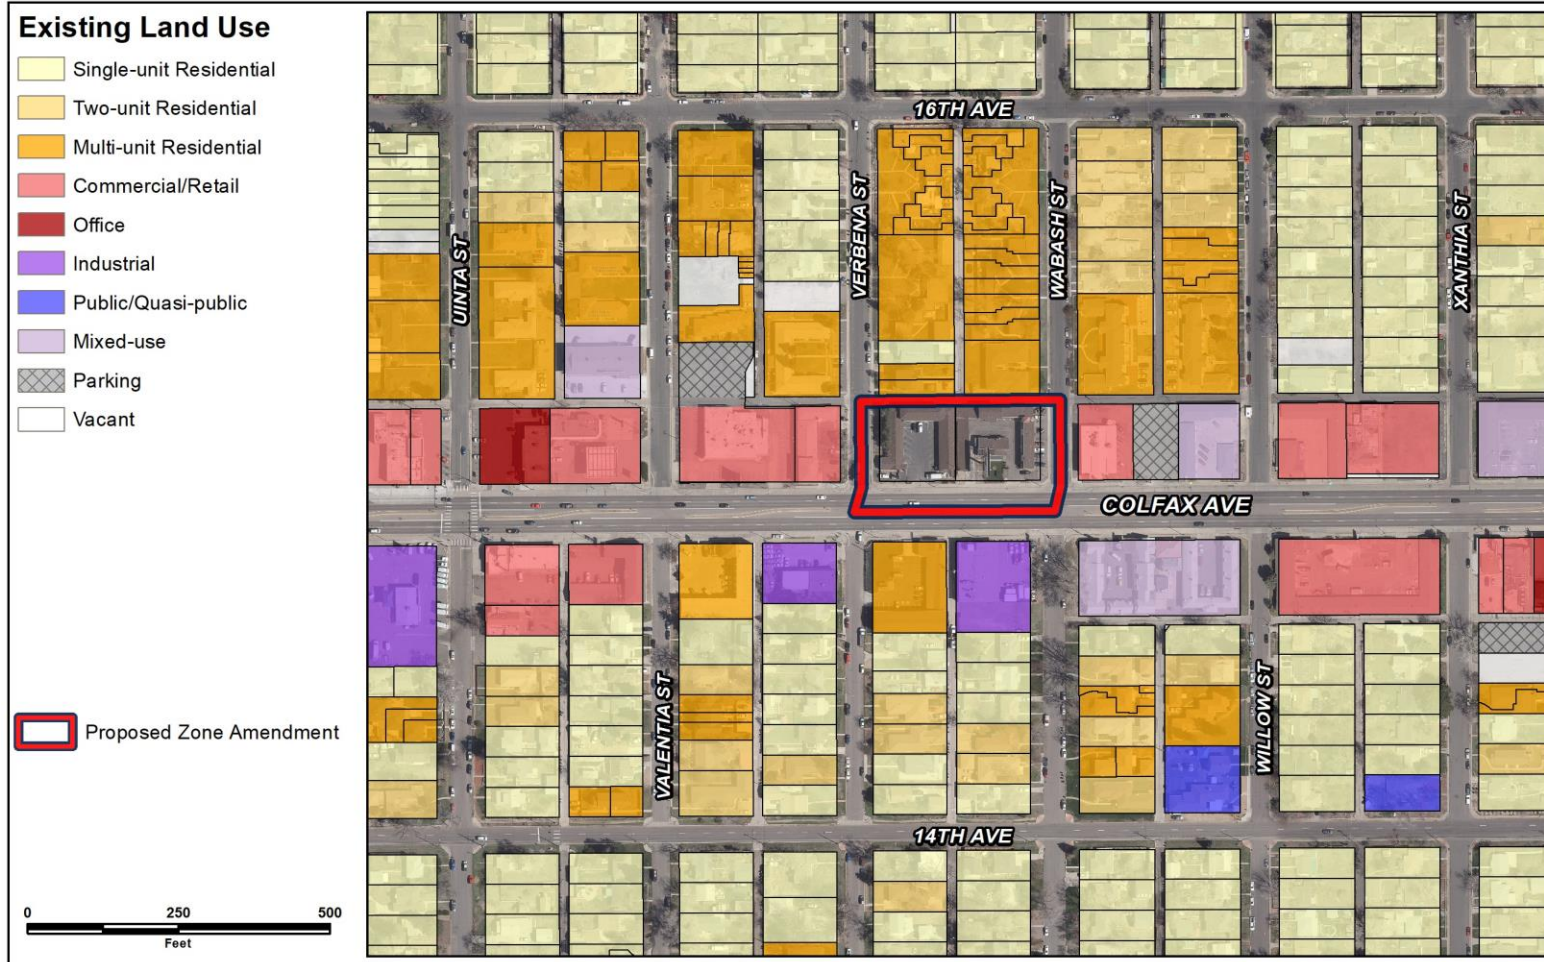 Existing Land Use
Single-unit Residential
Two-unit Residential
Multi-unit Residential
Commercial/Retail
Office
Industrial
Public/Quasi-public
Mixed-use
Parking
Vacant
Proposed Zone Amendment
0 250 500
Feet
16TH AVE
UINTA ST
VERBENA ST
WABASH ST
XANTHIA ST
COLFAX AVE
VALENTIA ST
WILLOW ST
14TH AVE